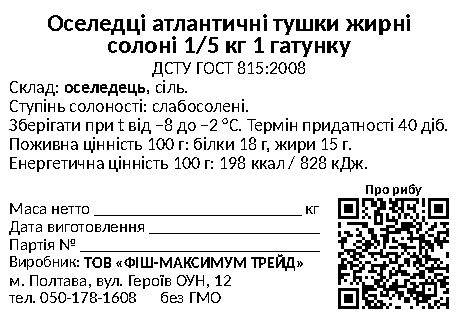 Оселедці атлантичні тушки жирні
солоні 1/5 кг 1 гатунку
ДСТУ ГОСТ 815:2008
Склад: оселедець, сіль.
Ступінь солоності: слабосолені.
Зберігати при t від –8 до –2 °С. Термін придатності 40 діб.
Поживна цінність 100 г: білки 18 г, жири 15 г.
Енергетична цінність 100 г: 198 ккал / 828 кДж.
Про рибу
Маса нетто ____________________ кг
Дата виготовлення ____________________
Партія № ____________________
Виробник: ТОВ «ФІШ-МАКСИМУМ ТРЕЙД»
м. Полтава, вул. Героїв ОУН, 12
тел. 050-178-1608 без ГМО